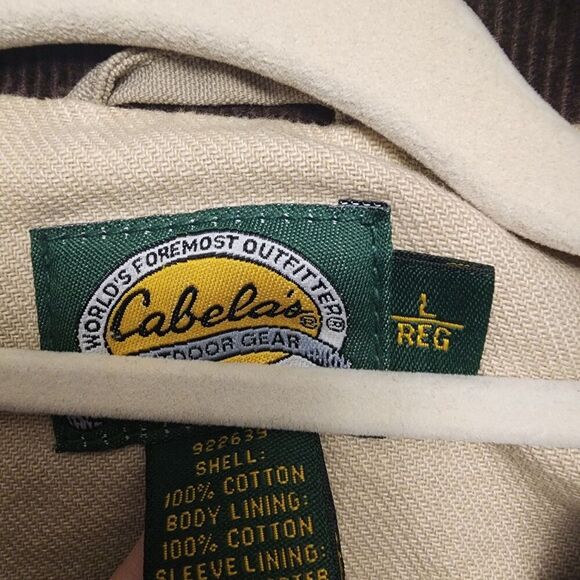 WORLD'S FOREMOST OUTFITTER®
Cabela's®
OUTDOOR GEAR
L
REG
922633
SHELL:
100% COTTON
BODY LINING:
100% COTTON
SLEEVE LINING: